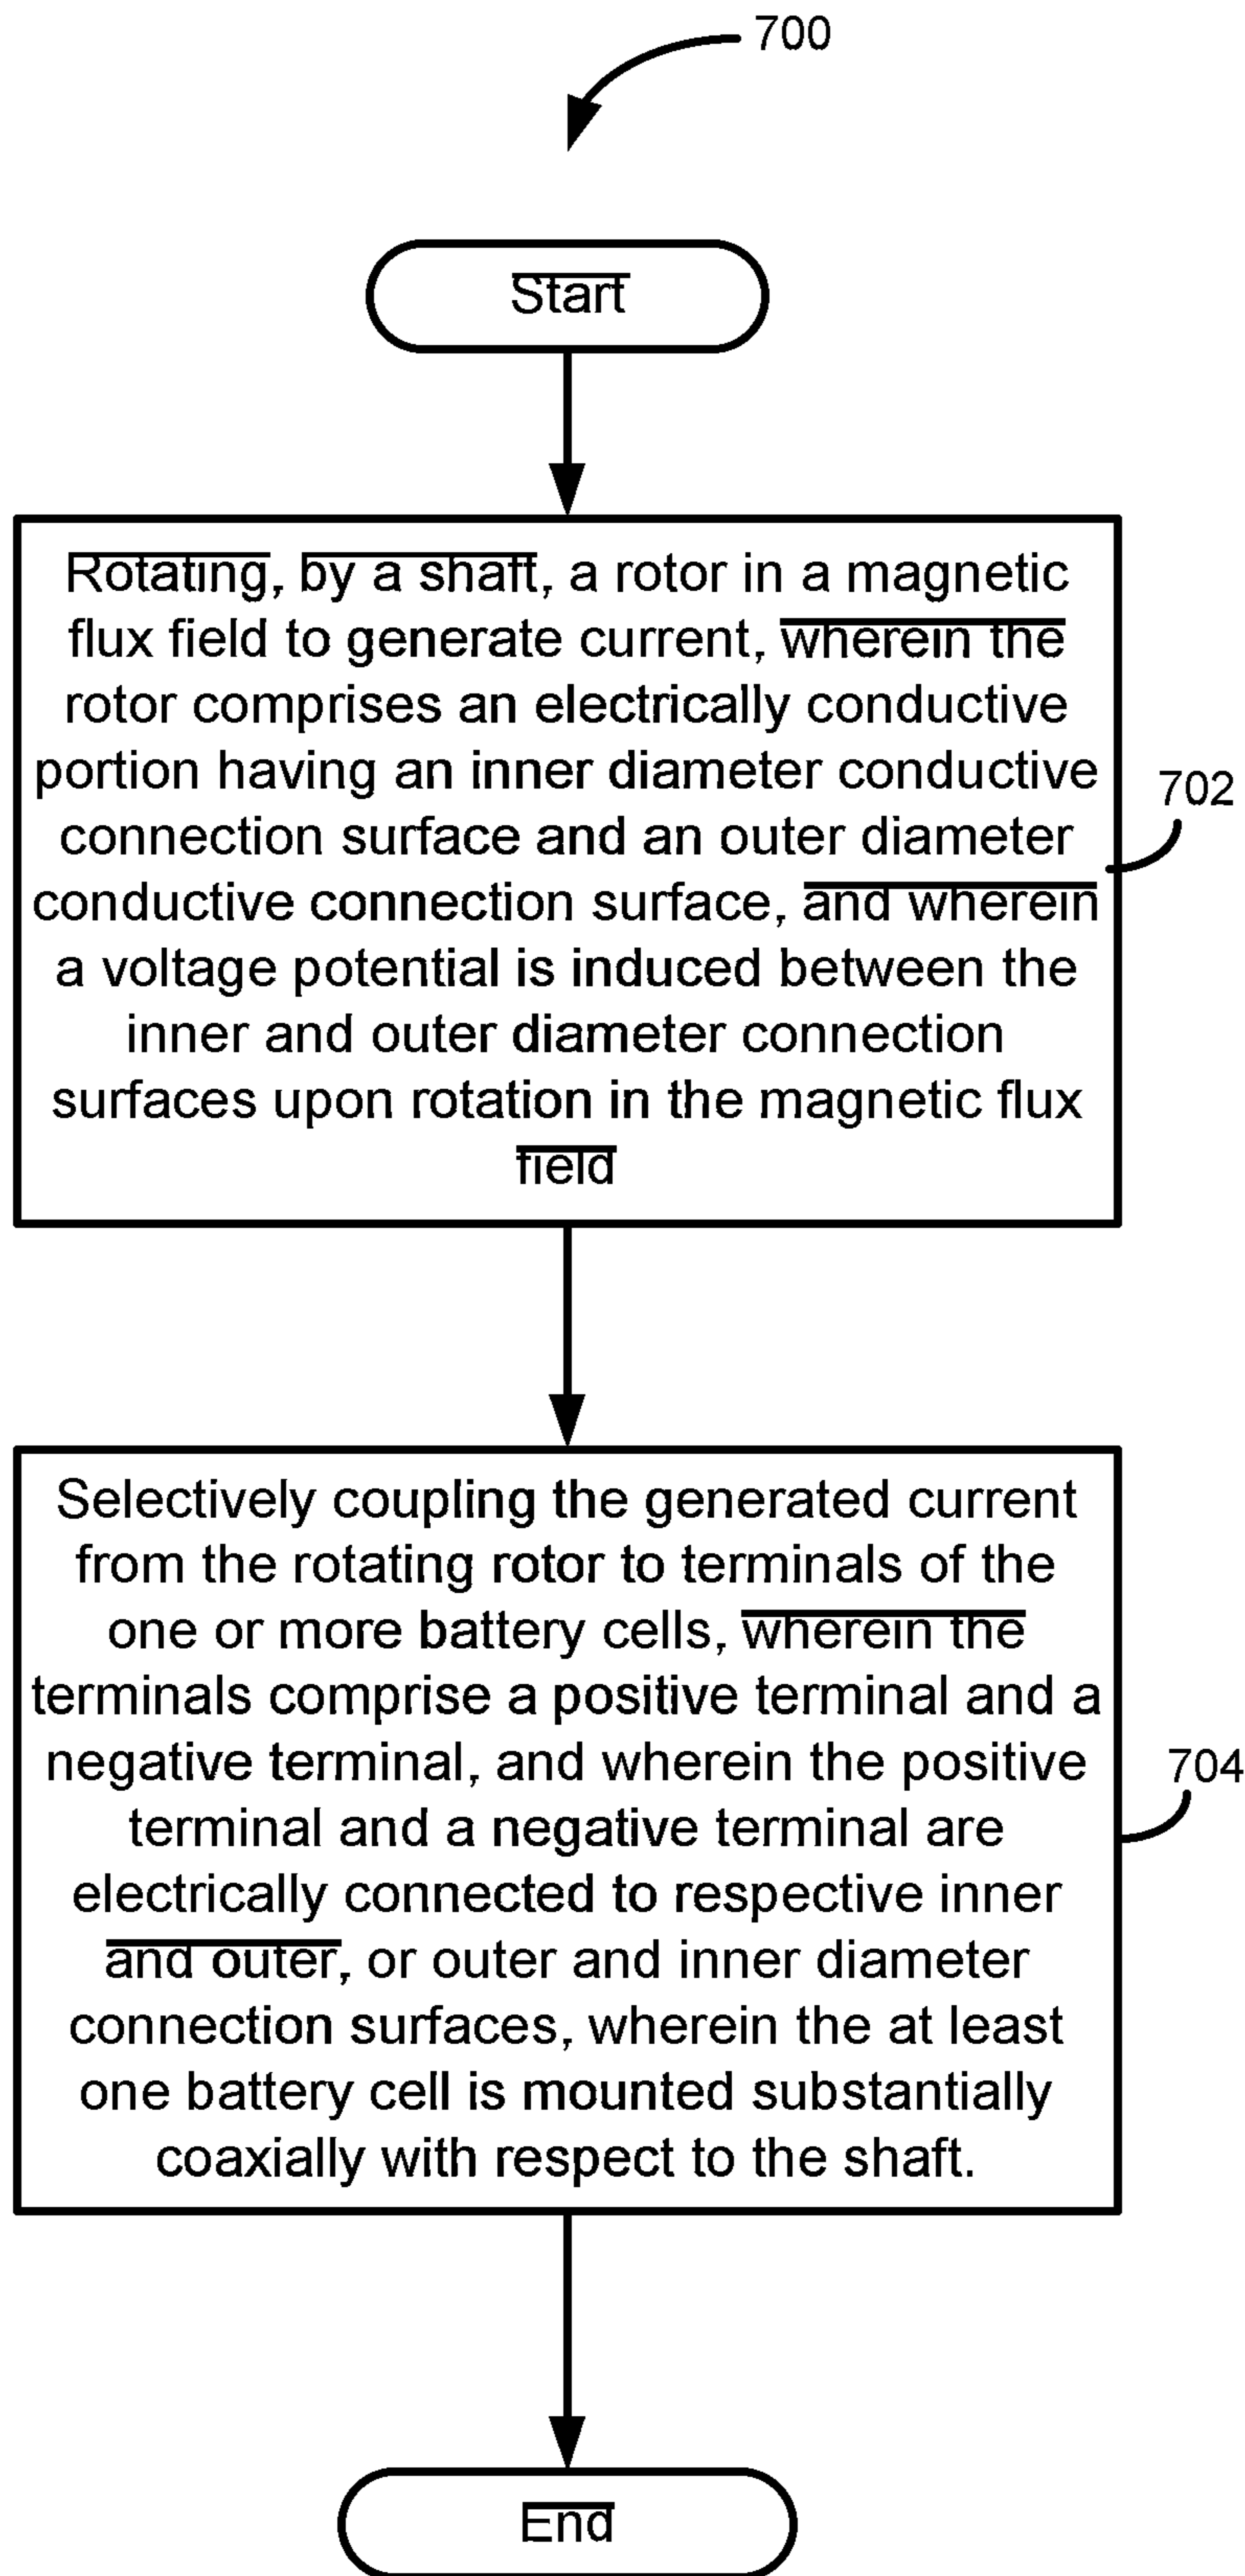 700
Start
Rotating, by a shaft, a rotor in a magnetic
flux field to generate current, wherein the
rotor comprises an electrically conductive
portion having an inner diameter conductive
connection surface and an outer diameter
conductive connection surface, and wherein
a voltage potential is induced between the
inner and outer diameter connection
surfaces upon rotation in the magnetic flux
field
702
Selectively coupling the generated current
from the rotating rotor to terminals of the
one or more battery cells, wherein the
terminals comprise a positive terminal and a
negative terminal, and wherein the positive
terminal and a negative terminal are
electrically connected to respective inner
and outer, or outer and inner diameter
connection surfaces, wherein the at least
one battery cell is mounted substantially
coaxially with respect to the shaft.
704
End